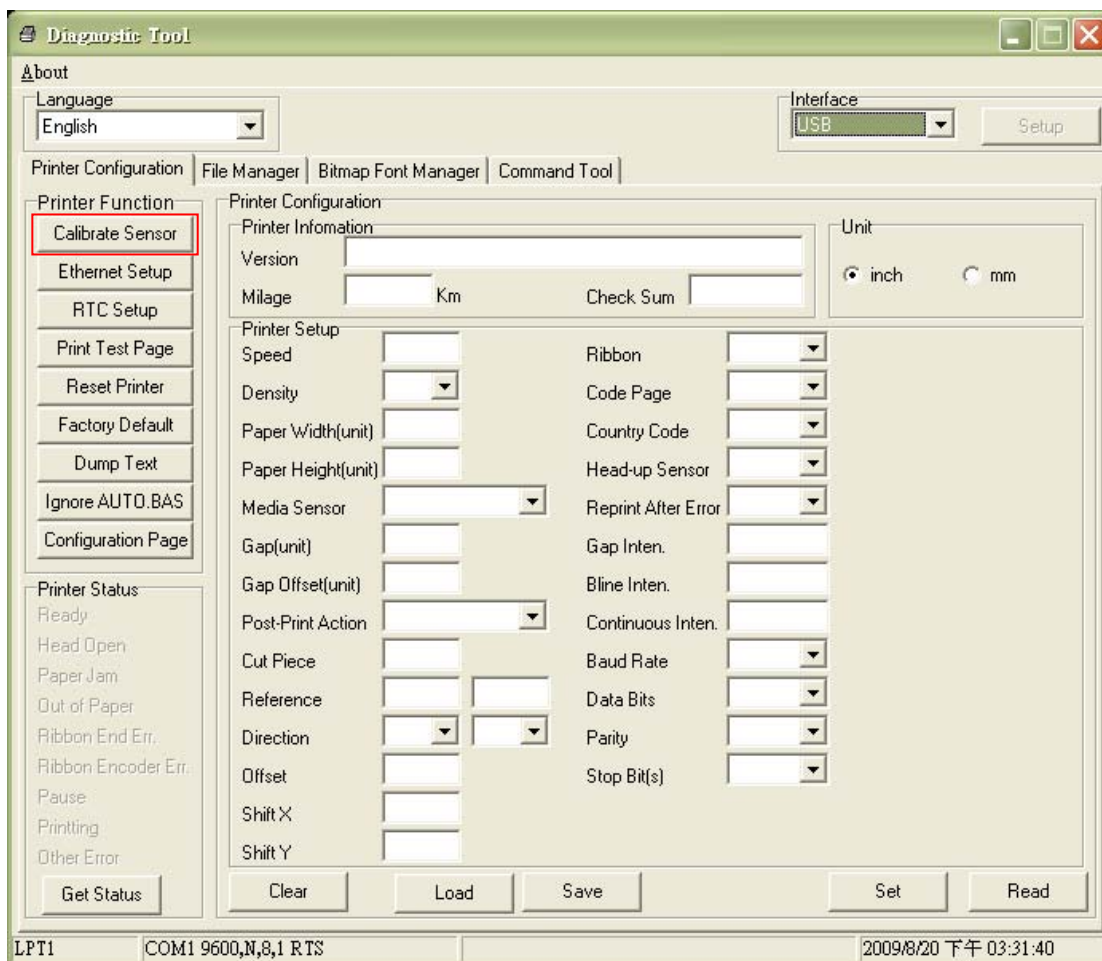 Diagnostic Tool
About
Language
English
Interface
USB
Setup
Printer Configuration
File Manager
Bitmap Font Manager
Command Tool
Printer Function
Calibrate Sensor
Ethernet Setup
RTC Setup
Print Test Page
Reset Printer
Factory Default
Dump Text
Ignore AUTO.BAS
Configuration Page
Printer Status
Ready
Head Open
Paper Jam
Out of Paper
Ribbon End Err.
Ribbon Encoder Err.
Pause
Printting
Other Error
Get Status
Printer Configuration
Printer Infomation
Version
Milage
Km
Check Sum
Unit
inch
mm
Printer Setup
Speed
Density
Paper Width(unit)
Paper Height(unit)
Media Sensor
Gap(unit)
Gap Offset(unit)
Post-Print Action
Cut Piece
Reference
Direction
Offset
Shift X
Shift Y
Ribbon
Code Page
Country Code
Head-up Sensor
Reprint After Error
Gap Inten.
Bline Inten.
Continuous Inten.
Baud Rate
Data Bits
Parity
Stop Bit(s)
Clear
Load
Save
Set
Read
LPT1
COM1 9600,N,8,1 RTS
2009/8/20 下午 03:31:40